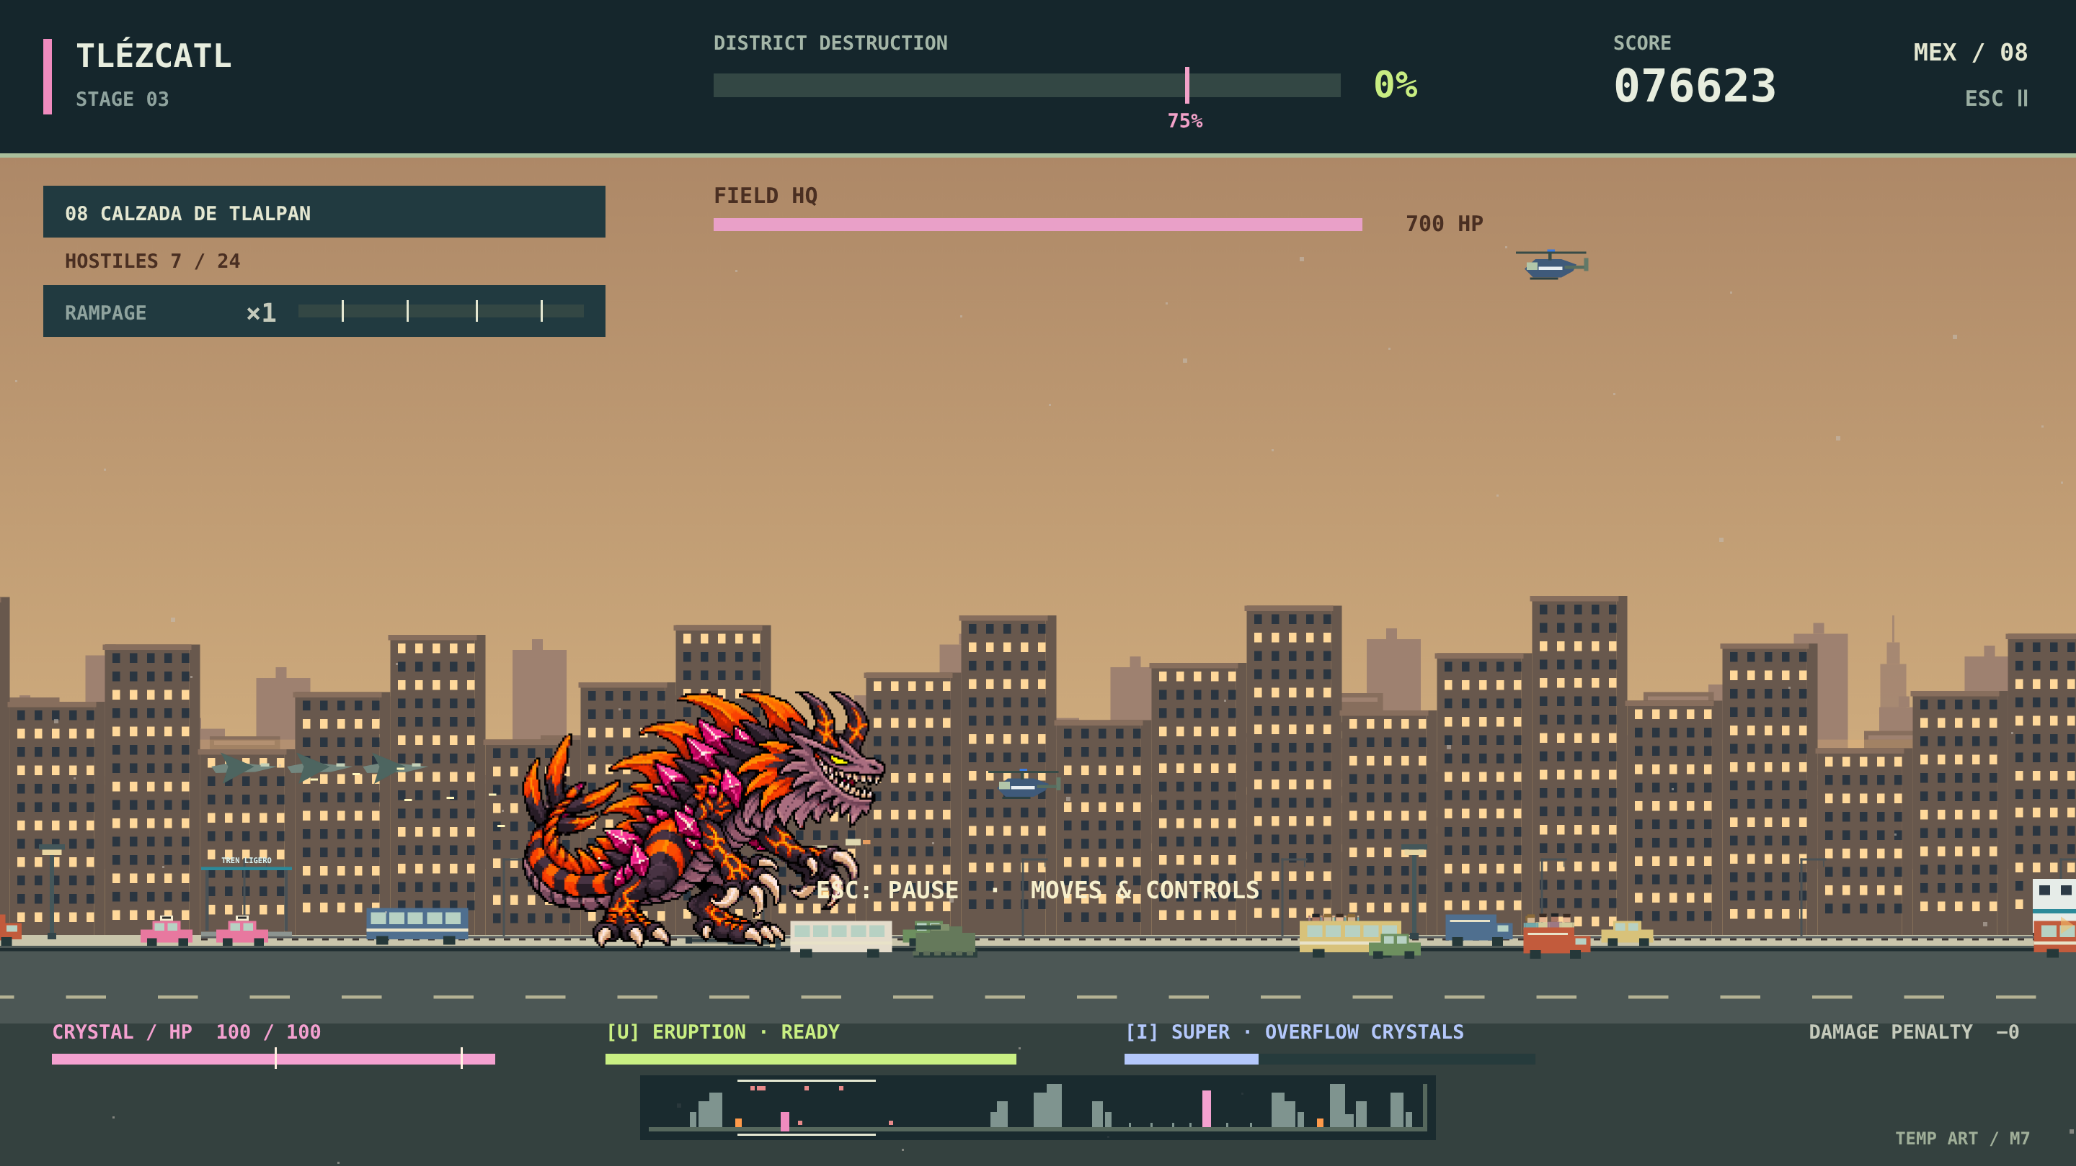 TLÉZCATL
STAGE 03
DISTRICT DESTRUCTION
0%
75%
SCORE
076623
MEX / 08
ESC II
08 CALZADA DE TLALPAN
HOSTILES 7 / 24
RAMPAGE ×1
FIELD HQ
700 HP
TREN LIGERO
ESC: PAUSE · MOVES & CONTROLS
CRYSTAL / HP 100 / 100
[U] ERUPTION · READY
[I] SUPER · OVERFLOW CRYSTALS
DAMAGE PENALTY −0
TEMP ART / M7